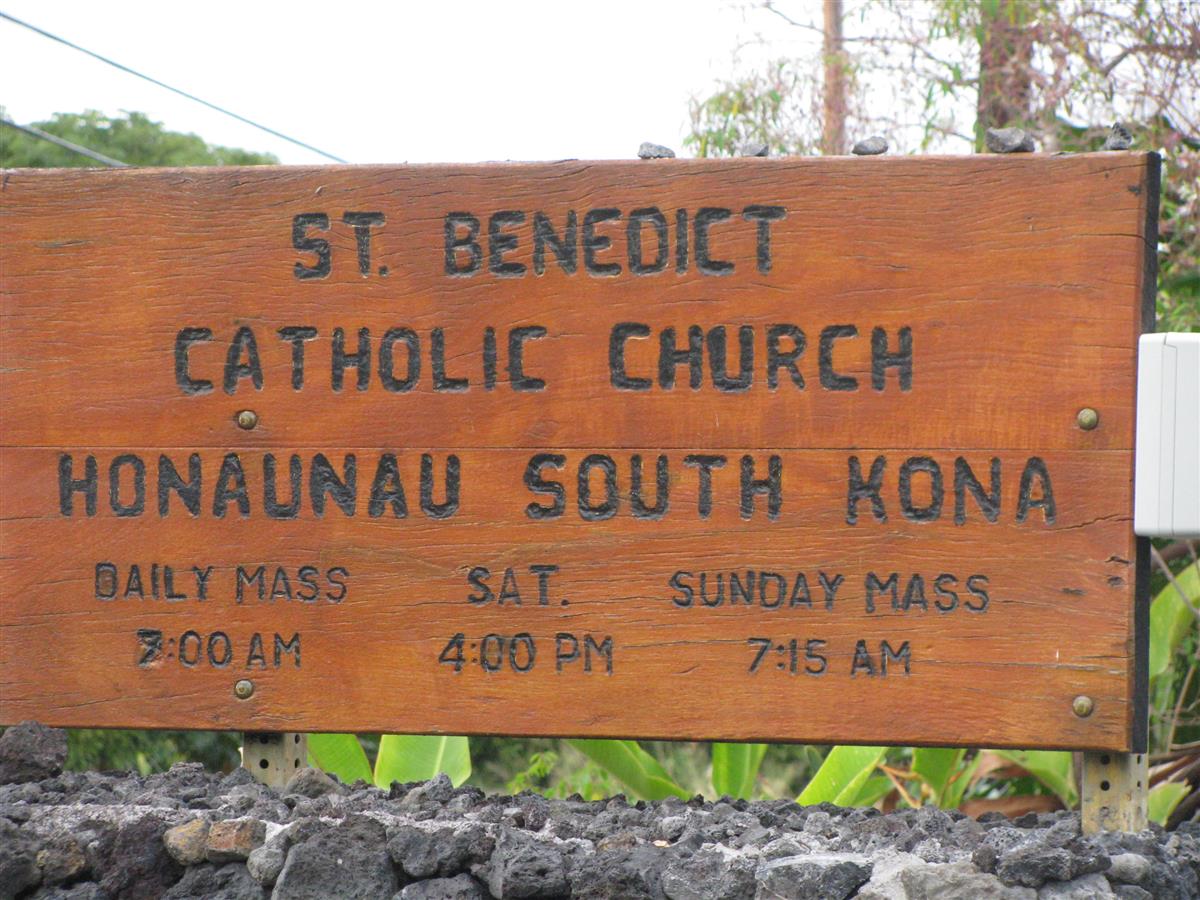 ST. BENEDICT
CATHOLIC CHURCH
HONAUNAU SOUTH KONA
DAILY MASS SAT. SUNDAY MASS
7:00 AM 4:00 PM 7:15 AM